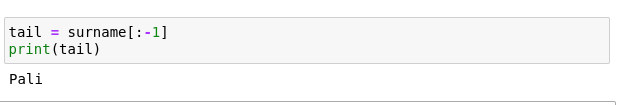 tail = surname[:-1]
print(tail)
Pali